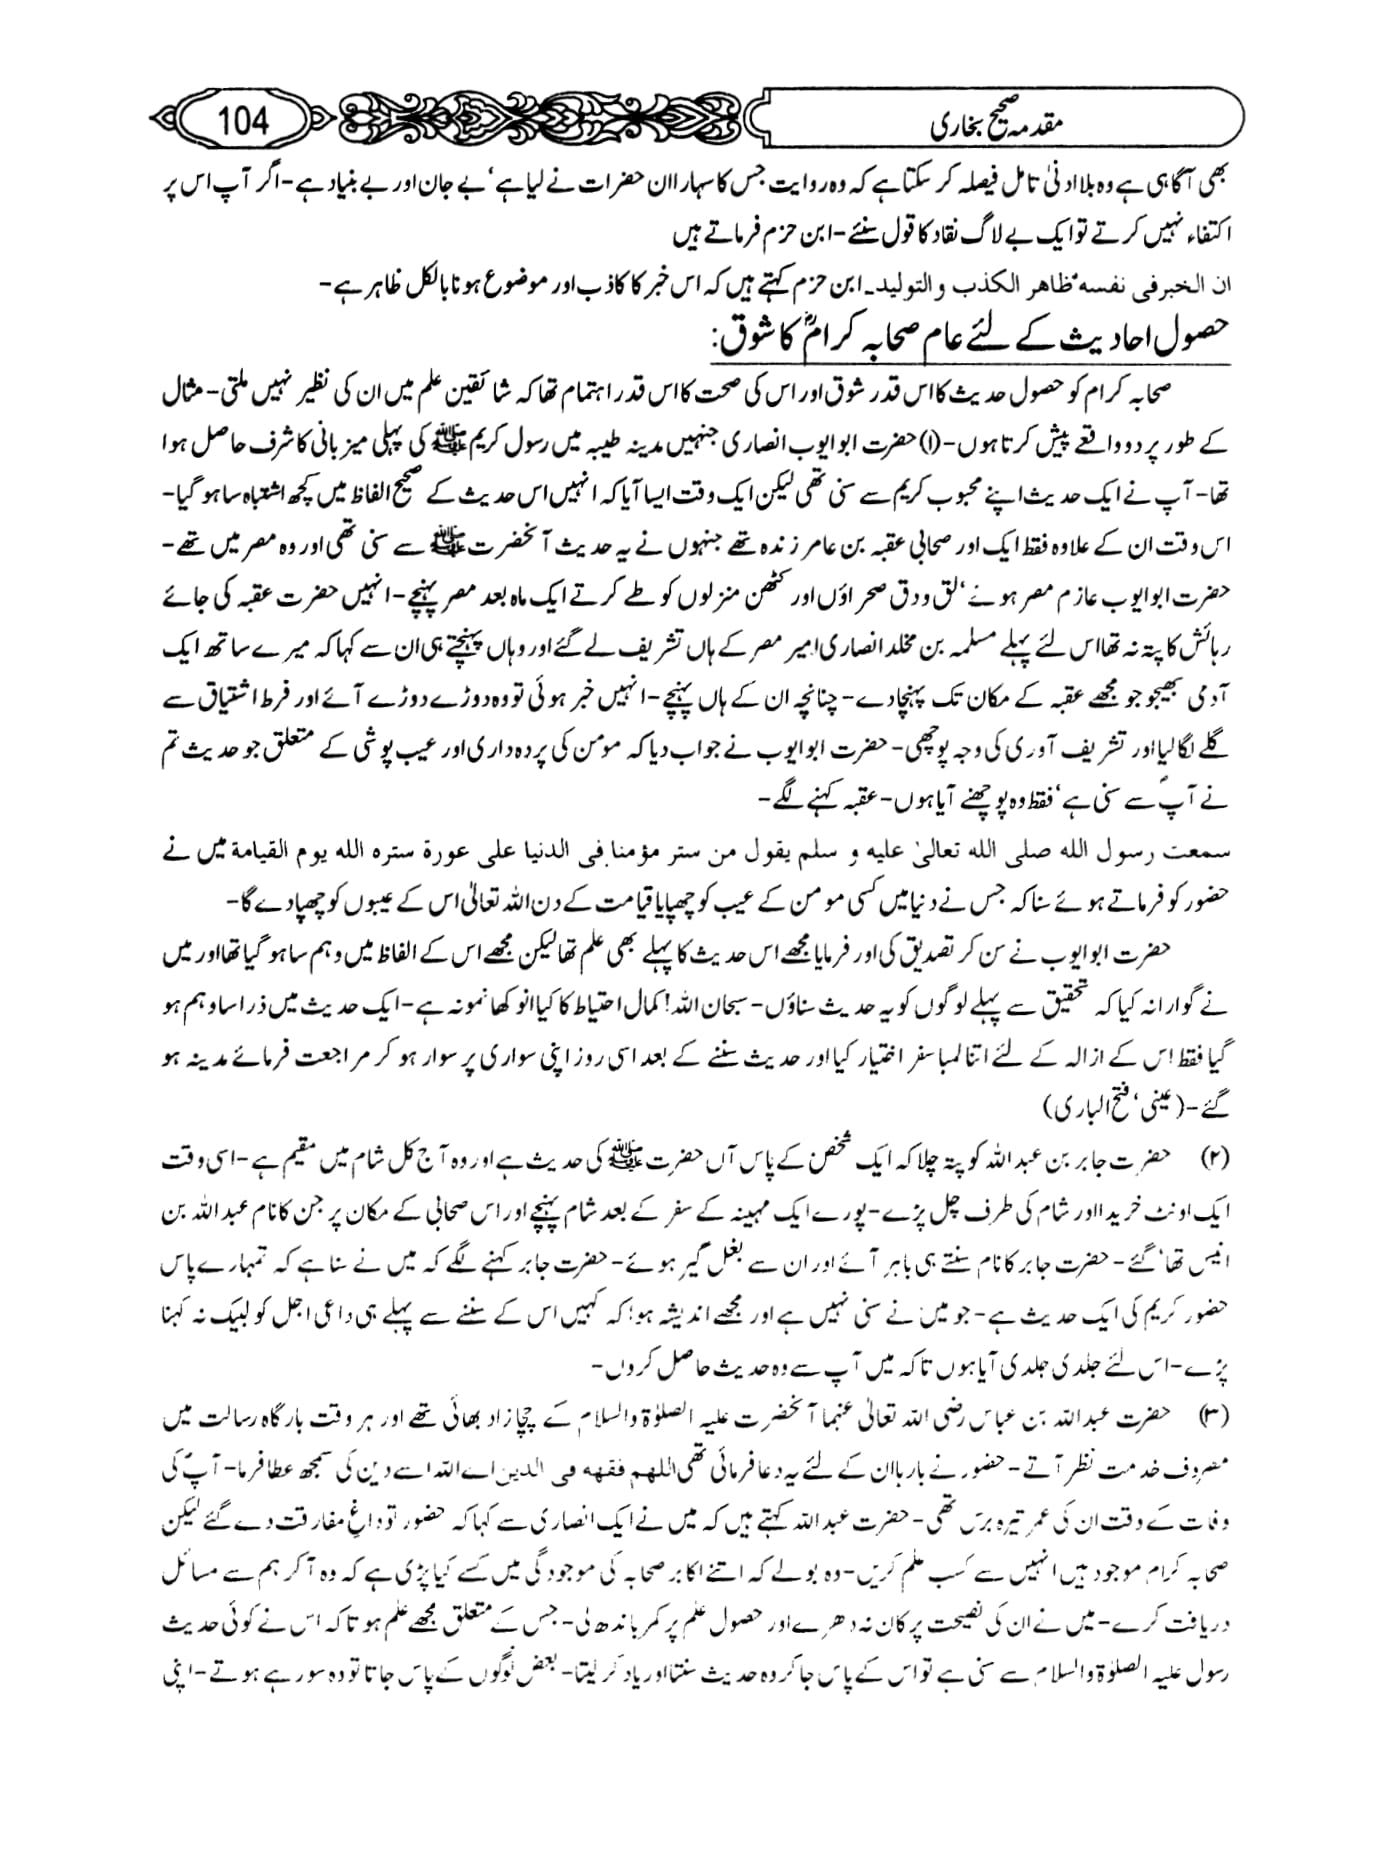 مقدمہ صحیح بخاری
104
بھی آگاہی ہے وہ بلا ادنیٰ تامل فیصلہ کر سکتا ہے کہ وہ روایت جس کا سہارا ان حضرات نے لیا ہے‘ بے جان اور بے بنیاد ہے۔ اگر آپ اس پر
اکتفاء نہیں کرتے تو ایک بے لاگ نقاد کا قول سنئے۔ ابن حزم فرماتے ہیں
ان الخبر فی نفسہ ظاهر الکذب و التولید۔ ابن حزم کہتے ہیں کہ اس خبر کا کاذب اور موضوع ہونا بالکل ظاہر ہے۔
حصول احادیث کے لئے عام صحابہ کرامؓ کا شوق:
صحابہ کرام کو حصول حدیث کا اس قدر شوق اور اس کی صحت کا اس قدر اہتمام تھا کہ شائقین علم میں ان کی نظیر نہیں ملتی۔ مثال
کے طور پر دو واقعے پیش کرتا ہوں۔ (۱) حضرت ابو ایوب انصاری جنہیں مدینہ طیبہ میں رسول کریم ﷺ کی پہلی میزبانی کا شرف حاصل ہوا
تھا۔ آپ نے ایک حدیث اپنے محبوب کریم سے سنی تھی لیکن ایک وقت ایسا آیا کہ انہیں اس حدیث کے صحیح الفاظ میں کچھ اشتباہ سا ہو گیا۔
اس وقت ان کے علاوہ فقط ایک اور صحابی عقبہ بن عامر زندہ تھے جنہوں نے یہ حدیث آنحضرت ﷺ سے سنی تھی اور وہ مصر میں تھے۔
حضرت ابو ایوب عازم مصر ہوئے‘ لق و دق صحراؤں اور کٹھن منزلوں کو طے کرتے ایک ماہ بعد مصر پہنچے۔ انہیں حضرت عقبہ کی جائے
رہائش کا پتہ نہ تھا اس لئے پہلے مسلمہ بن مخلد انصاری امیر مصر کے ہاں تشریف لے گئے اور وہاں پہنچتے ہی ان سے کہا کہ میرے ساتھ ایک
آدمی بھیجو جو مجھے عقبہ کے مکان تک پہنچا دے۔ چنانچہ ان کے ہاں پہنچے۔ انہیں خبر ہوئی تو وہ دوڑے دوڑے آئے اور فرط اشتیاق سے
گلے لگا لیا اور تشریف آوری کی وجہ پوچھی۔ حضرت ابو ایوب نے جواب دیا کہ مومن کی پردہ داری اور عیب پوشی کے متعلق جو حدیث تم
نے آپؐ سے سنی ہے‘ فقط وہ پوچھنے آیا ہوں۔ عقبہ کہنے لگے۔
سمعت رسول الله صلی الله تعالیٰ علیه و سلم یقول من ستر مؤمنا فی الدنیا علی عورة ستره الله یوم القیامة میں نے
حضور کو فرماتے ہوئے سنا کہ جس نے دنیا میں کسی مومن کے عیب کو چھپایا قیامت کے دن اللہ تعالیٰ اس کے عیبوں کو چھپا دے گا۔
حضرت ابو ایوب نے سن کر تصدیق کی اور فرمایا مجھے اس حدیث کا پہلے بھی علم تھا لیکن مجھے اس کے الفاظ میں وہم سا ہو گیا تھا اور میں
نے گوارا نہ کیا کہ تحقیق سے پہلے لوگوں کو یہ حدیث سناؤں۔ سبحان اللہ! کمال احتیاط کا کیا انوکھا نمونہ ہے۔ ایک حدیث میں ذرا سا وہم ہو
گیا فقط اس کے ازالہ کے لئے اتنا لمبا سفر اختیار کیا اور حدیث سننے کے بعد اسی روز اپنی سواری پر سوار ہو کر مراجعت فرمائے مدینہ ہو
گئے۔ (عینی‘ فتح الباری)
(۲) حضرت جابر بن عبد اللہ کو پتہ چلا کہ ایک شخص کے پاس آں حضرت ﷺ کی حدیث ہے اور وہ آج کل شام میں مقیم ہے۔ اسی وقت
ایک اونٹ خریدا اور شام کی طرف چل پڑے۔ پورے ایک مہینہ کے سفر کے بعد شام پہنچے اور اس صحابی کے مکان پر جن کا نام عبد اللہ بن
انیس تھا‘ گئے۔ حضرت جابر کا نام سنتے ہی باہر آئے اور ان سے بغل گیر ہوئے۔ حضرت جابر کہنے لگے کہ میں نے سنا ہے کہ تمہارے پاس
حضور کریم کی ایک حدیث ہے۔ جو میں نے سنی نہیں ہے اور مجھے اندیشہ ہوا کہ کہیں اس کے سننے سے پہلے ہی داعی اجل کو لبیک نہ کہنا
پڑے۔ اس لئے جلدی جلدی آیا ہوں تاکہ میں آپ سے وہ حدیث حاصل کروں۔
(۳) حضرت عبد اللہ بن عباس رضی اللہ تعالیٰ عنہما آنحضرت علیہ الصلوٰۃ والسلام کے چچا زاد بھائی تھے اور ہر وقت بارگاہ رسالت میں
مصروف خدمت نظر آتے۔ حضور نے بارہا ان کے لئے یہ دعا فرمائی تھی اللهم فقهه فی الدین اے اللہ اسے دین کی سمجھ عطا فرما۔ آپؐ کی
وفات کے وقت ان کی عمر تیرہ برس تھی۔ حضرت عبد اللہ کہتے ہیں کہ میں نے ایک انصاری سے کہا کہ حضور تو داغ مفارقت دے گئے لیکن
صحابہ کرام موجود ہیں انہیں سے کسب علم کریں۔ وہ بولے کہ اتنے اکابر صحابہ کی موجودگی میں کسے کیا پڑی ہے کہ وہ آکر ہم سے مسائل
دریافت کرے۔ میں نے ان کی نصیحت پر کان نہ دھرے اور حصول علم پر کمر باندھ لی۔ جس کے متعلق مجھے علم ہوتا کہ اس نے کوئی حدیث
رسول علیہ الصلوٰۃ والسلام سے سنی ہے تو اس کے پاس جا کر وہ حدیث سنتا اور یاد کر لیتا۔ بعض لوگوں کے پاس جاتا تو وہ سو رہے ہوتے۔ اپنی